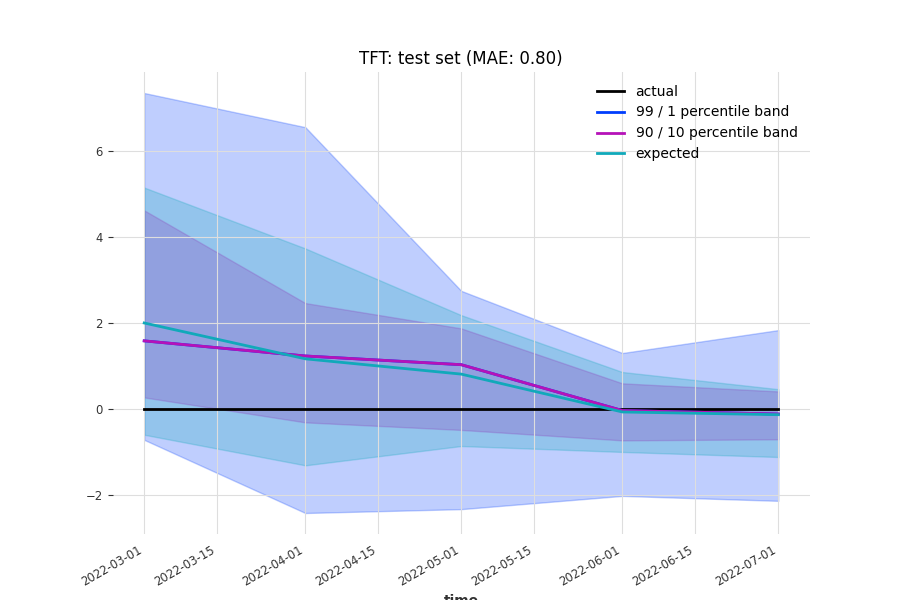 TFT: test set (MAE: 0.80)
actual
99 / 1 percentile band
90 / 10 percentile band
expected
6
4
2
0
−2
2022-03-01
2022-03-15
2022-04-01
2022-04-15
2022-05-01
2022-05-15
2022-06-01
2022-06-15
2022-07-01
time